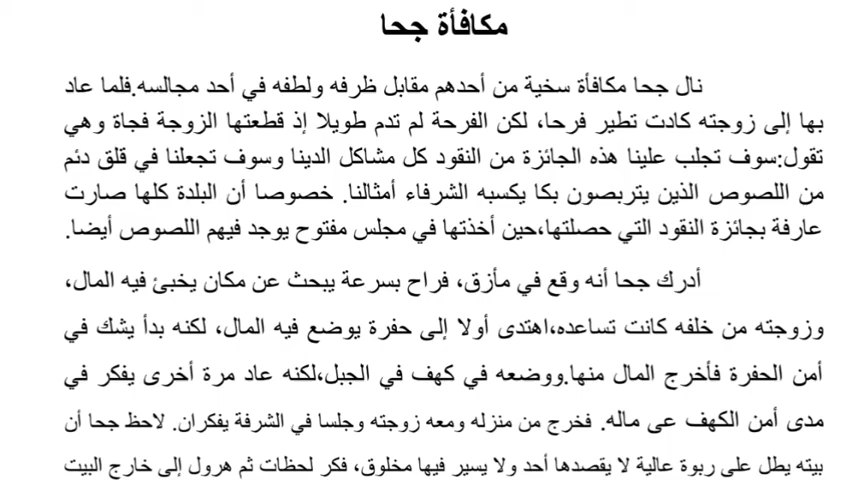 مكافأة جحا
نال جحا مكافأة سخية من أحدهم مقابل ظرفه ولطفه في أحد مجالسه.فلما عاد
بها إلى زوجته كادت تطير فرحا، لكن الفرحة لم تدم طويلا إذ قطعتها الزوجة فجاة وهي
تقول:سوف تجلب علينا هذه الجائزة من النقود كل مشاكل الدينا وسوف تجعلنا في قلق دئم
من اللصوص الذين يتربصون بكا يكسبه الشرفاء أمثالنا. خصوصا أن البلدة كلها صارت
عارفة بجائزة النقود التي حصلتها،حين أخذتها في مجلس مفتوح يوجد فيهم اللصوص أيضا.
أدرك جحا أنه وقع في مأزق، فراح بسرعة يبحث عن مكان يخبئ فيه المال،
وزوجته من خلفه كانت تساعده،اهتدى أولا إلى حفرة يوضع فيه المال، لكنه بدأ يشك في
أمن الحفرة فأخرج المال منها.ووضعه في كهف في الجبل،لكنه عاد مرة أخرى يفكر في
مدى أمن الكهف عى ماله. فخرج من منزله ومعه زوجته وجلسا في الشرفة يفكران. لاحظ جحا أن
بيته يطل على ربوة عالية لا يقصدها أحد ولا يسير فيها مخلوق، فكر لحظات ثم هرول إلى خارج البيت